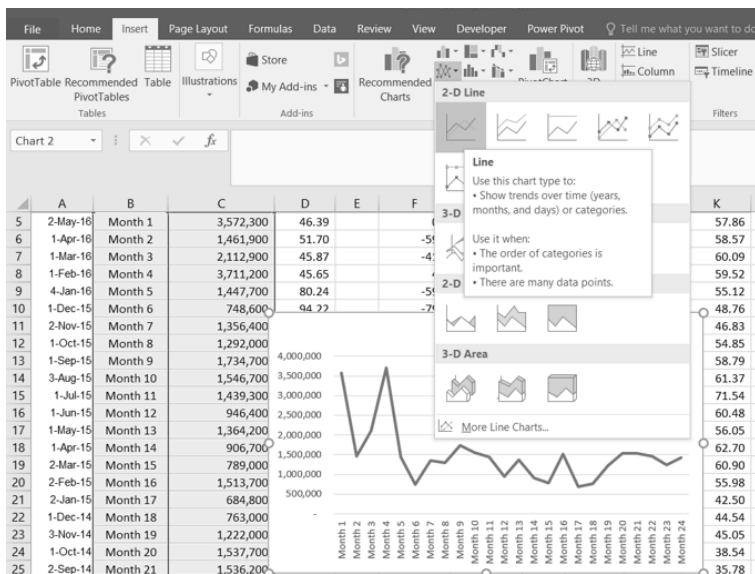 File Home Insert Page Layout Formulas Data Review View Developer Power Pivot Tell me what you want to do
Store
My Add-ins
PivotTable Recommended PivotTables Table Illustrations
Recommended Charts
Line
Column
Slicer
Timeline
Tables Add-ins Filters
Chart 2 fx
2-D Line
Line
Use this chart type to:
• Show trends over time (years, months, and days) or categories.
Use it when:
• The order of categories is important.
• There are many data points.
3-D Area
More Line Charts...
A B C D E F K
5 2-May-16 Month 1 3,572,300 46.39 57.86
6 1-Apr-16 Month 2 1,461,900 51.70 58.57
7 1-Mar-16 Month 3 2,112,900 45.87 60.09
8 1-Feb-16 Month 4 3,711,200 45.65 59.52
9 4-Jan-16 Month 5 1,447,700 80.24 55.12
10 1-Dec-15 Month 6 748,600 94.22 48.76
11 2-Nov-15 Month 7 1,356,400 46.83
12 1-Oct-15 Month 8 1,292,000 54.85
13 1-Sep-15 Month 9 1,734,700 58.79
14 3-Aug-15 Month 10 1,546,700 61.37
15 1-Jul-15 Month 11 1,439,300 71.54
16 1-Jun-15 Month 12 946,400 60.48
17 1-May-15 Month 13 1,364,200 56.05
18 1-Apr-15 Month 14 906,700 62.70
19 2-Mar-15 Month 15 789,000 60.90
20 2-Feb-15 Month 16 1,513,700 55.98
21 2-Jan-15 Month 17 684,800 42.50
22 1-Dec-14 Month 18 763,000 44.54
23 3-Nov-14 Month 19 1,222,000 45.05
24 1-Oct-14 Month 20 1,537,700 38.54
25 2-Sep-14 Month 21 1,536,200 35.78
4,000,000
3,500,000
3,000,000
2,500,000
2,000,000
1,500,000
1,000,000
500,000
-
Month 1
Month 2
Month 3
Month 4
Month 5
Month 6
Month 7
Month 8
Month 9
Month 10
Month 11
Month 12
Month 13
Month 14
Month 15
Month 16
Month 17
Month 18
Month 19
Month 20
Month 21
Month 22
Month 23
Month 24